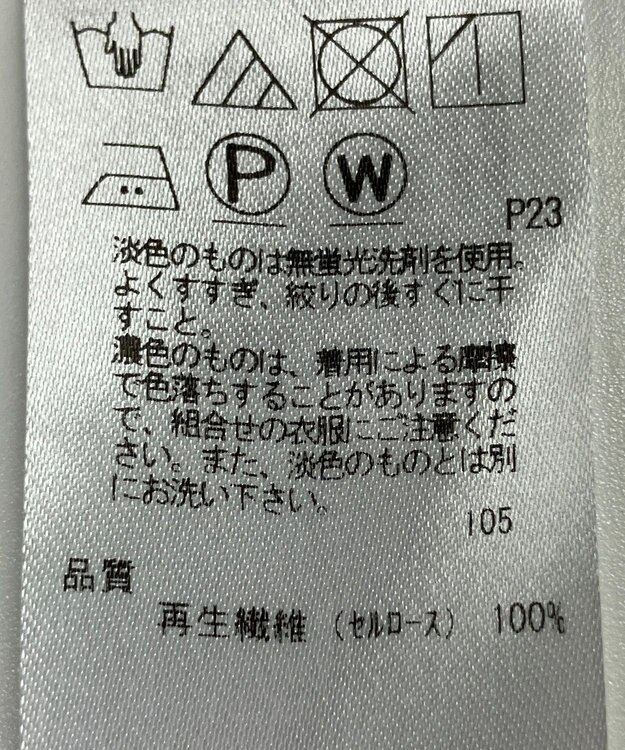 P W
P23
淡色のものは無蛍光洗剤を使用。
よくすすぎ、絞りの後すぐに干
すこと。
濃色のものは、着用による摩擦
で色落ちすることがありますの
で、組合せの衣服にご注意くだ
さい。また、淡色のものとは別
にお洗い下さい。
105
品質
再生繊維（セルロース） 100%